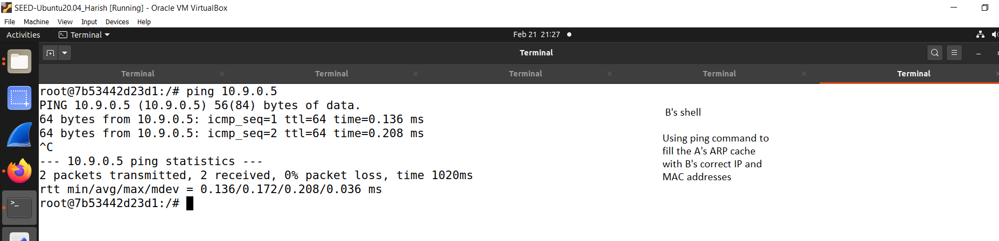 SEED-Ubuntu20.04_Harish [Running] - Oracle VM VirtualBox
File Machine View Input Devices Help
Activities Terminal Feb 21 21:27
Terminal
Terminal Terminal Terminal Terminal Terminal
root@7b53442d23d1:/# ping 10.9.0.5
PING 10.9.0.5 (10.9.0.5) 56(84) bytes of data.
64 bytes from 10.9.0.5: icmp_seq=1 ttl=64 time=0.136 ms
64 bytes from 10.9.0.5: icmp_seq=2 ttl=64 time=0.208 ms
^C
--- 10.9.0.5 ping statistics ---
2 packets transmitted, 2 received, 0% packet loss, time 1020ms
rtt min/avg/max/mdev = 0.136/0.172/0.208/0.036 ms
root@7b53442d23d1:/#
B's shell
Using ping command to
fill the A's ARP cache
with B's correct IP and
MAC addresses